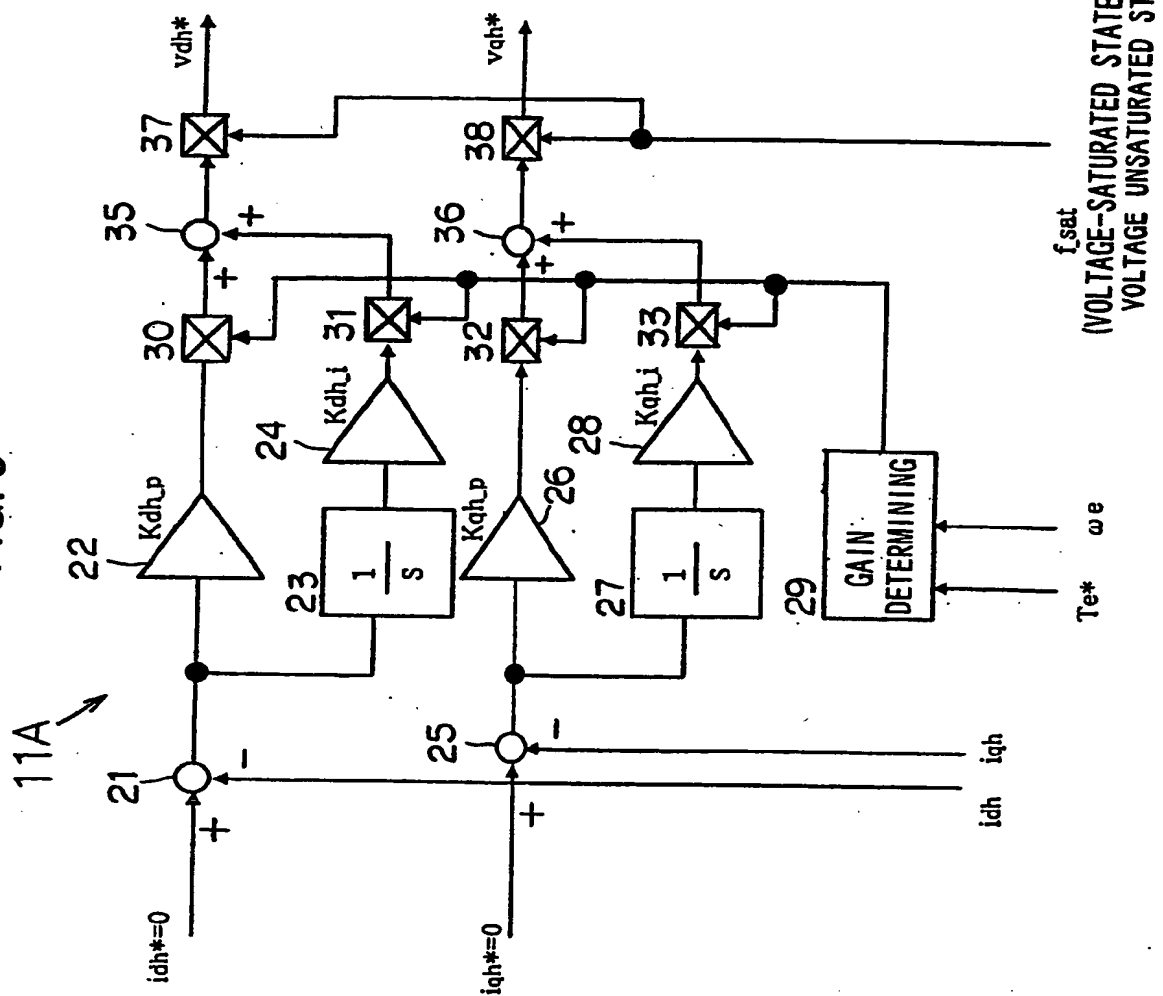 11A
idh*=0
+
21
-
22
Kdh_p
30
+
35
+
37
vdh*
23
1
S
24
Kdh_i
31
iqh*=0
+
25
-
Kqh_p
26
32
+
36
+
38
vqh*
27
1
S
28
Kqh_i
33
29
GAIN
DETERMINING
idh
iqh
Te*
ωe
f_sat
(VOLTAGE-SATURATED STATE
VOLTAGE UNSATURATED